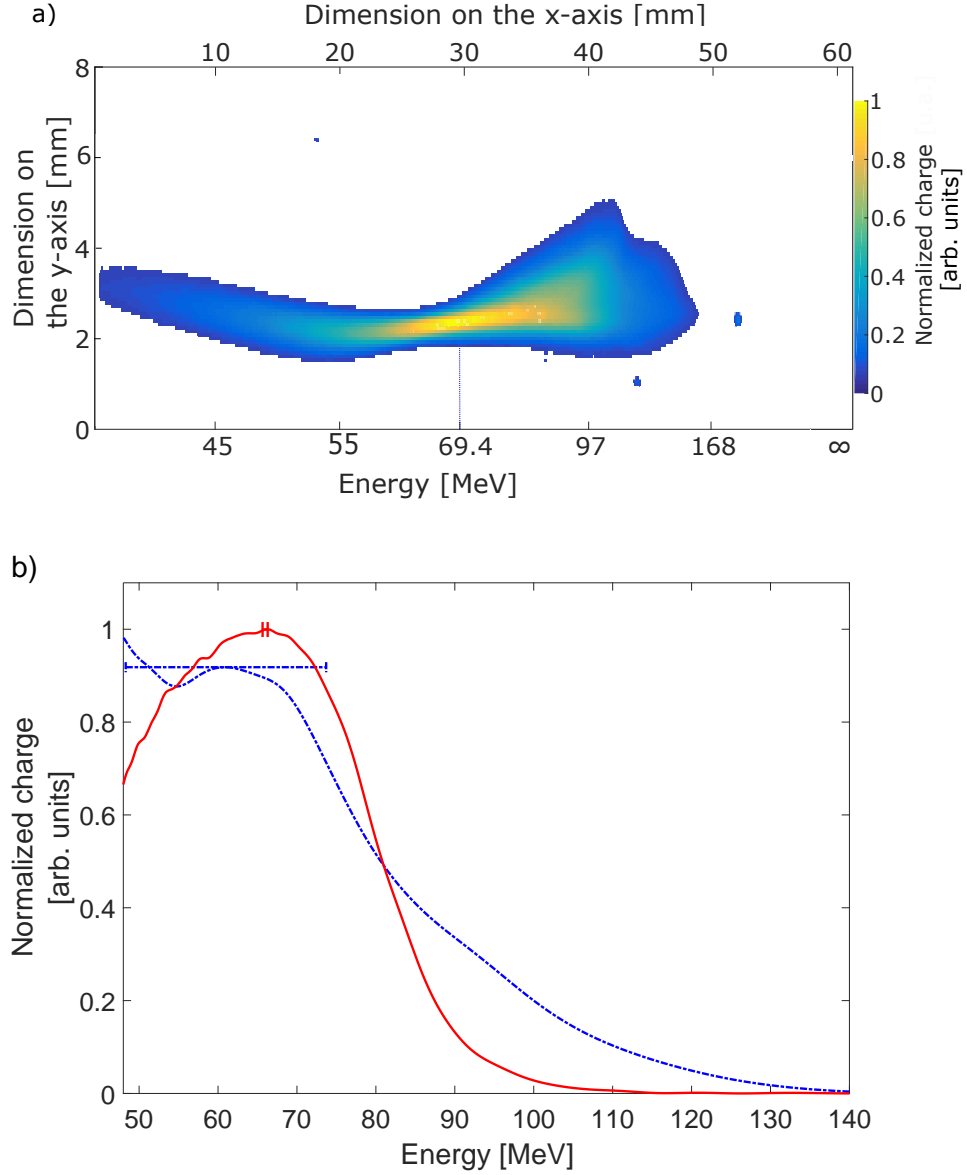 a)
Dimension on the x-axis [mm]
10 20 30 40 50 60
8
6
4
2
0
Dimension on
the y-axis [mm]
1
0.8
0.6
0.4
0.2
0
Normalized charge [u.a.]
[arb. units]
45 55 69.4 97 168 ∞
Energy [MeV]
b)
1
0.8
0.6
0.4
0.2
0
Normalized charge
[arb. units]
50 60 70 80 90 100 110 120 130 140
Energy [MeV]